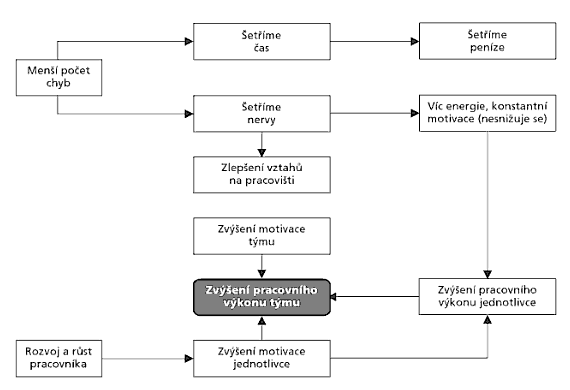 Šetříme
čas
Šetříme
peníze
Menší počet
chyb
Šetříme
nervy
Víc energie, konstantní
motivace (nesnižuje se)
Zlepšení vztahů
na pracovišti
Zvýšení motivace
týmu
Zvýšení pracovního
výkonu týmu
Zvýšení pracovního
výkonu jednotlivce
Rozvoj a růst
pracovníka
Zvýšení motivace
jednotlivce